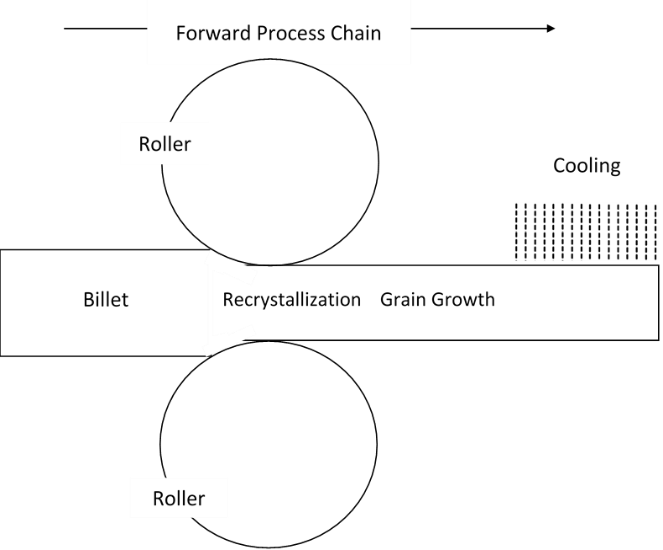 Forward Process Chain
Roller
Cooling
Billet
Recrystallization
Grain Growth
Roller